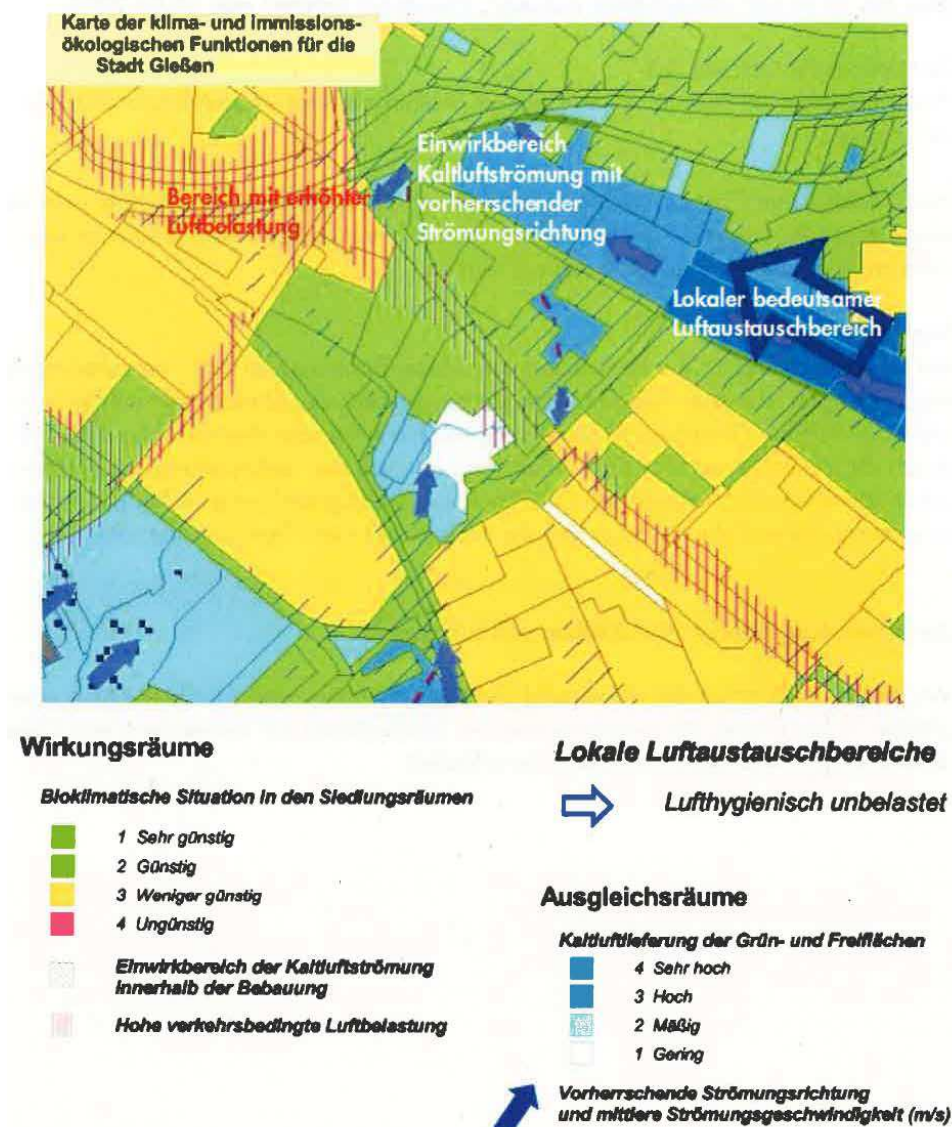 Karte der klima- und immissions-
ökologischen Funktionen für die
Stadt Gießen
Einwirkbereich
Kaltluftströmung mit
vorherrschender
Strömungsrichtung
Bereich mit erhöhter
Luftbelastung
Lokaler bedeutsamer
Luftaustauschbereich
Wirkungsräume
Bioklimatische Situation in den Siedlungsräumen
1 Sehr günstig
2 Günstig
3 Weniger günstig
4 Ungünstig
Einwirkbereich der Kaltluftströmung
innerhalb der Bebauung
Hohe verkehrsbedingte Luftbelastung
Lokale Luftaustauschbereiche
Lufthygienisch unbelastet
Ausgleichsräume
Kaltluftlieferung der Grün- und Freiflächen
4 Sehr hoch
3 Hoch
2 Mäßig
1 Gering
Vorherrschende Strömungsrichtung
und mittlere Strömungsgeschwindigkeit (m/s)